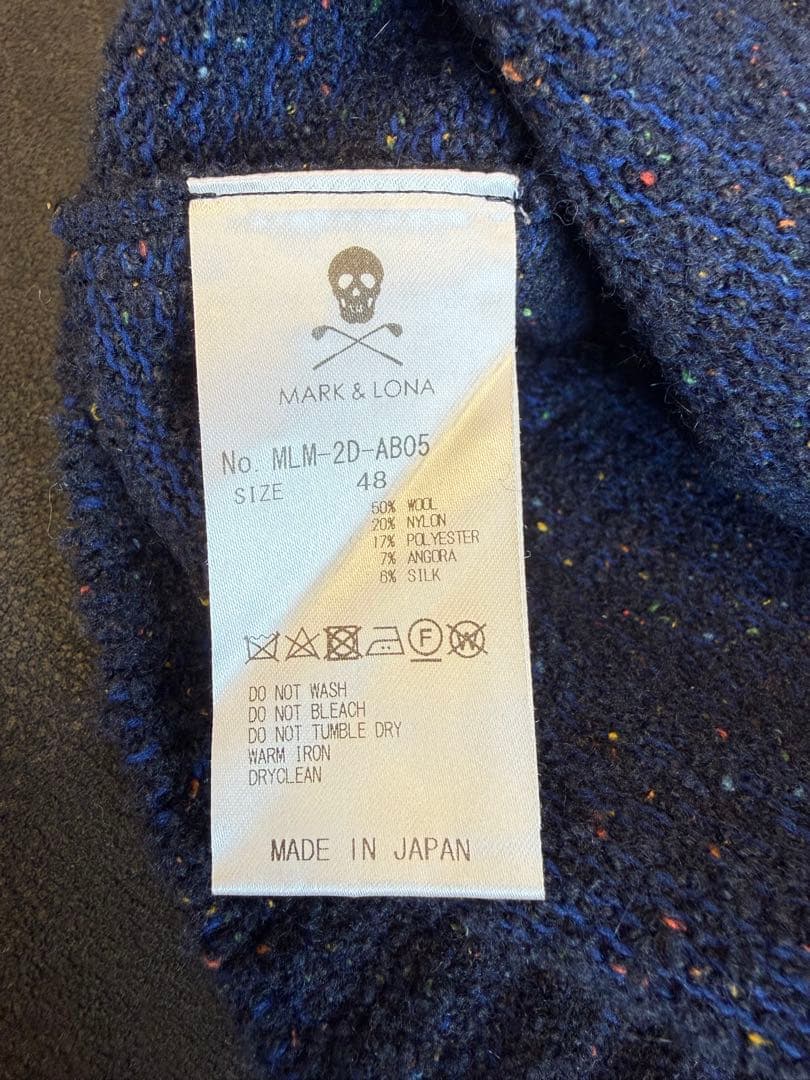 MARK & LONA
No. MLM-2D-AB05
SIZE 48
50% WOOL
20% NYLON
17% POLYESTER
7% ANGORA
6% SILK
F W
DO NOT WASH
DO NOT BLEACH
DO NOT TUMBLE DRY
WARM IRON
DRYCLEAN
MADE IN JAPAN